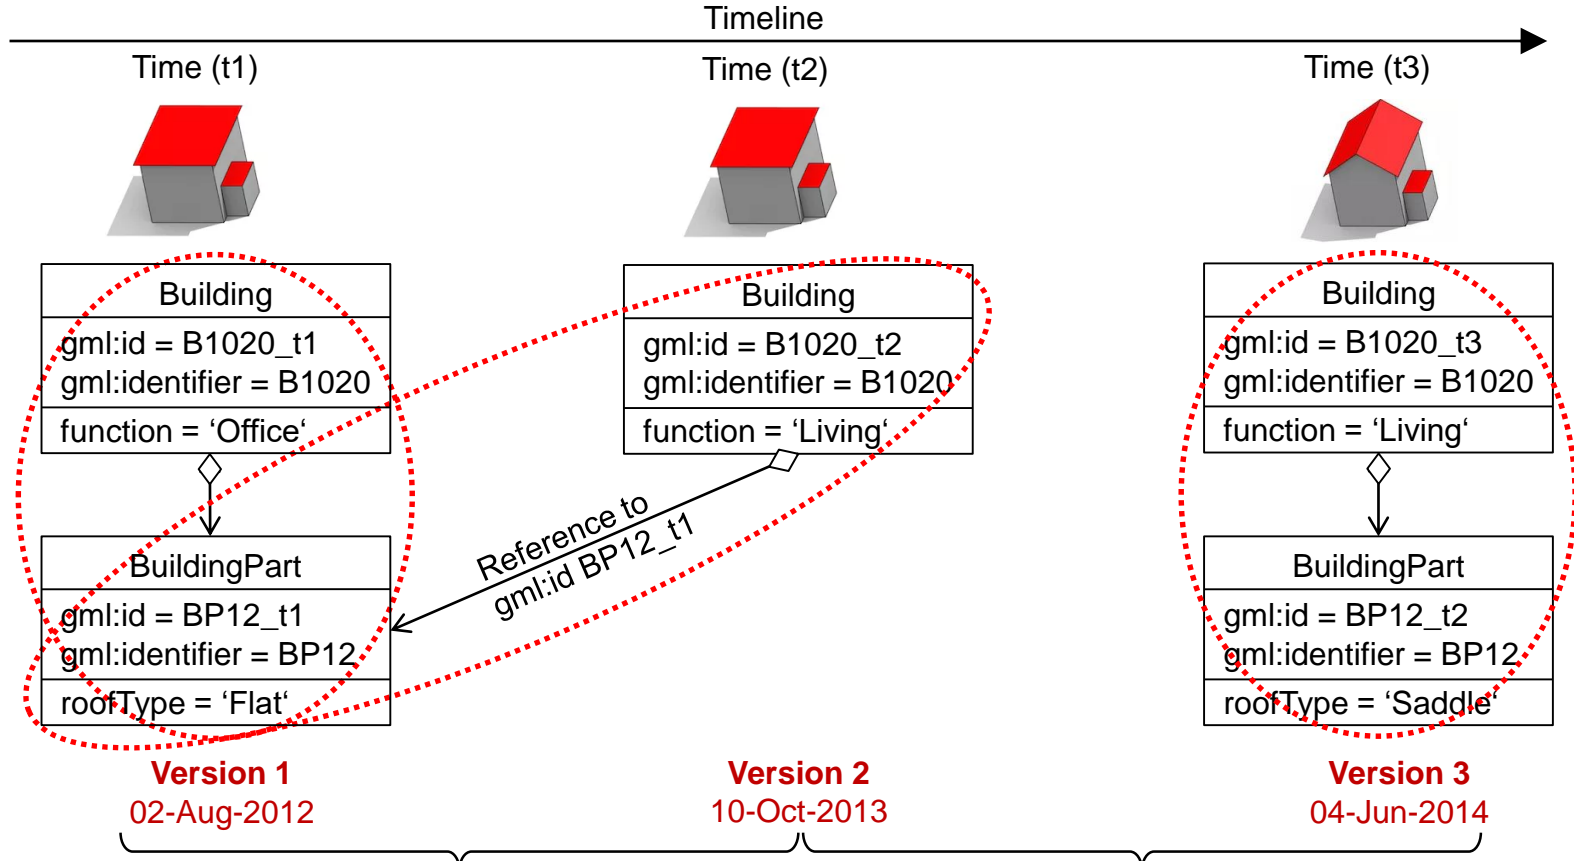 Timeline
Time (t1)
Time (t2)
Time (t3)
Building
gml:id = B1020_t1
gml:identifier = B1020
function = ‘Office‘
BuildingPart
gml:id = BP12_t1
gml:identifier = BP12
roofType = ‘Flat‘
Building
gml:id = B1020_t2
gml:identifier = B1020
function = ‘Living‘
Reference to
gml:id BP12_t1
Building
gml:id = B1020_t3
gml:identifier = B1020
function = ‘Living‘
BuildingPart
gml:id = BP12_t2
gml:identifier = BP12
roofType = ‘Saddle‘
Version 1
02-Aug-2012
Version 2
10-Oct-2013
Version 3
04-Jun-2014